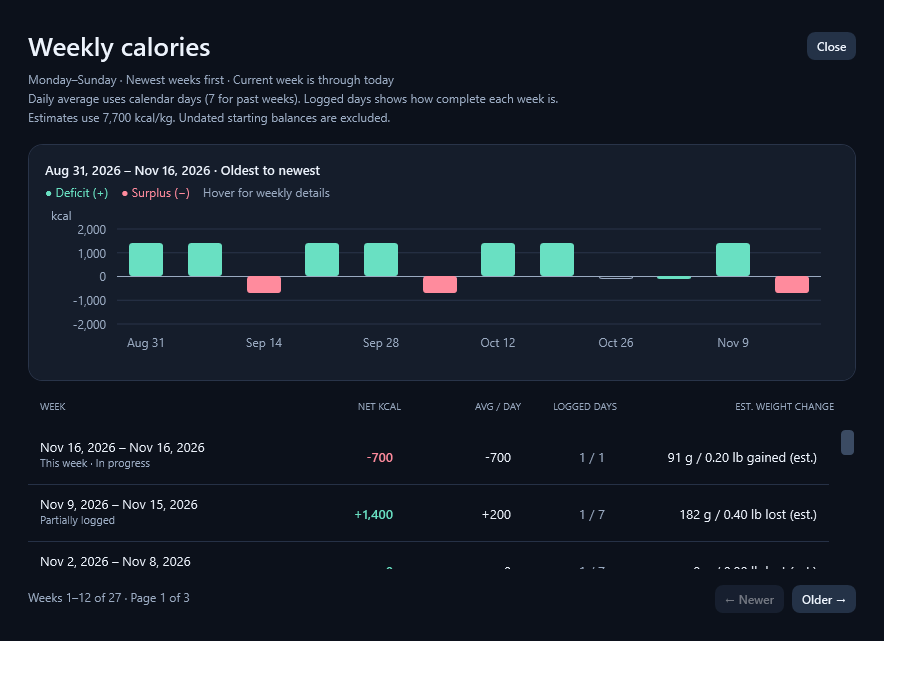 Weekly calories
Close
Monday–Sunday · Newest weeks first · Current week is through today
Daily average uses calendar days (7 for past weeks). Logged days shows how complete each week is.
Estimates use 7,700 kcal/kg. Undated starting balances are excluded.
Aug 31, 2026 – Nov 16, 2026 · Oldest to newest
● Deficit (+) ● Surplus (−) Hover for weekly details
kcal
2,000
1,000
0
-1,000
-2,000
Aug 31 Sep 14 Sep 28 Oct 12 Oct 26 Nov 9
WEEK NET KCAL AVG / DAY LOGGED DAYS EST. WEIGHT CHANGE
Nov 16, 2026 – Nov 16, 2026
This week · In progress
-700 -700 1 / 1 91 g / 0.20 lb gained (est.)
Nov 9, 2026 – Nov 15, 2026
Partially logged
+1,400 +200 1 / 7 182 g / 0.40 lb lost (est.)
Nov 2, 2026 – Nov 8, 2026
Weeks 1–12 of 27 · Page 1 of 3
← Newer
Older →